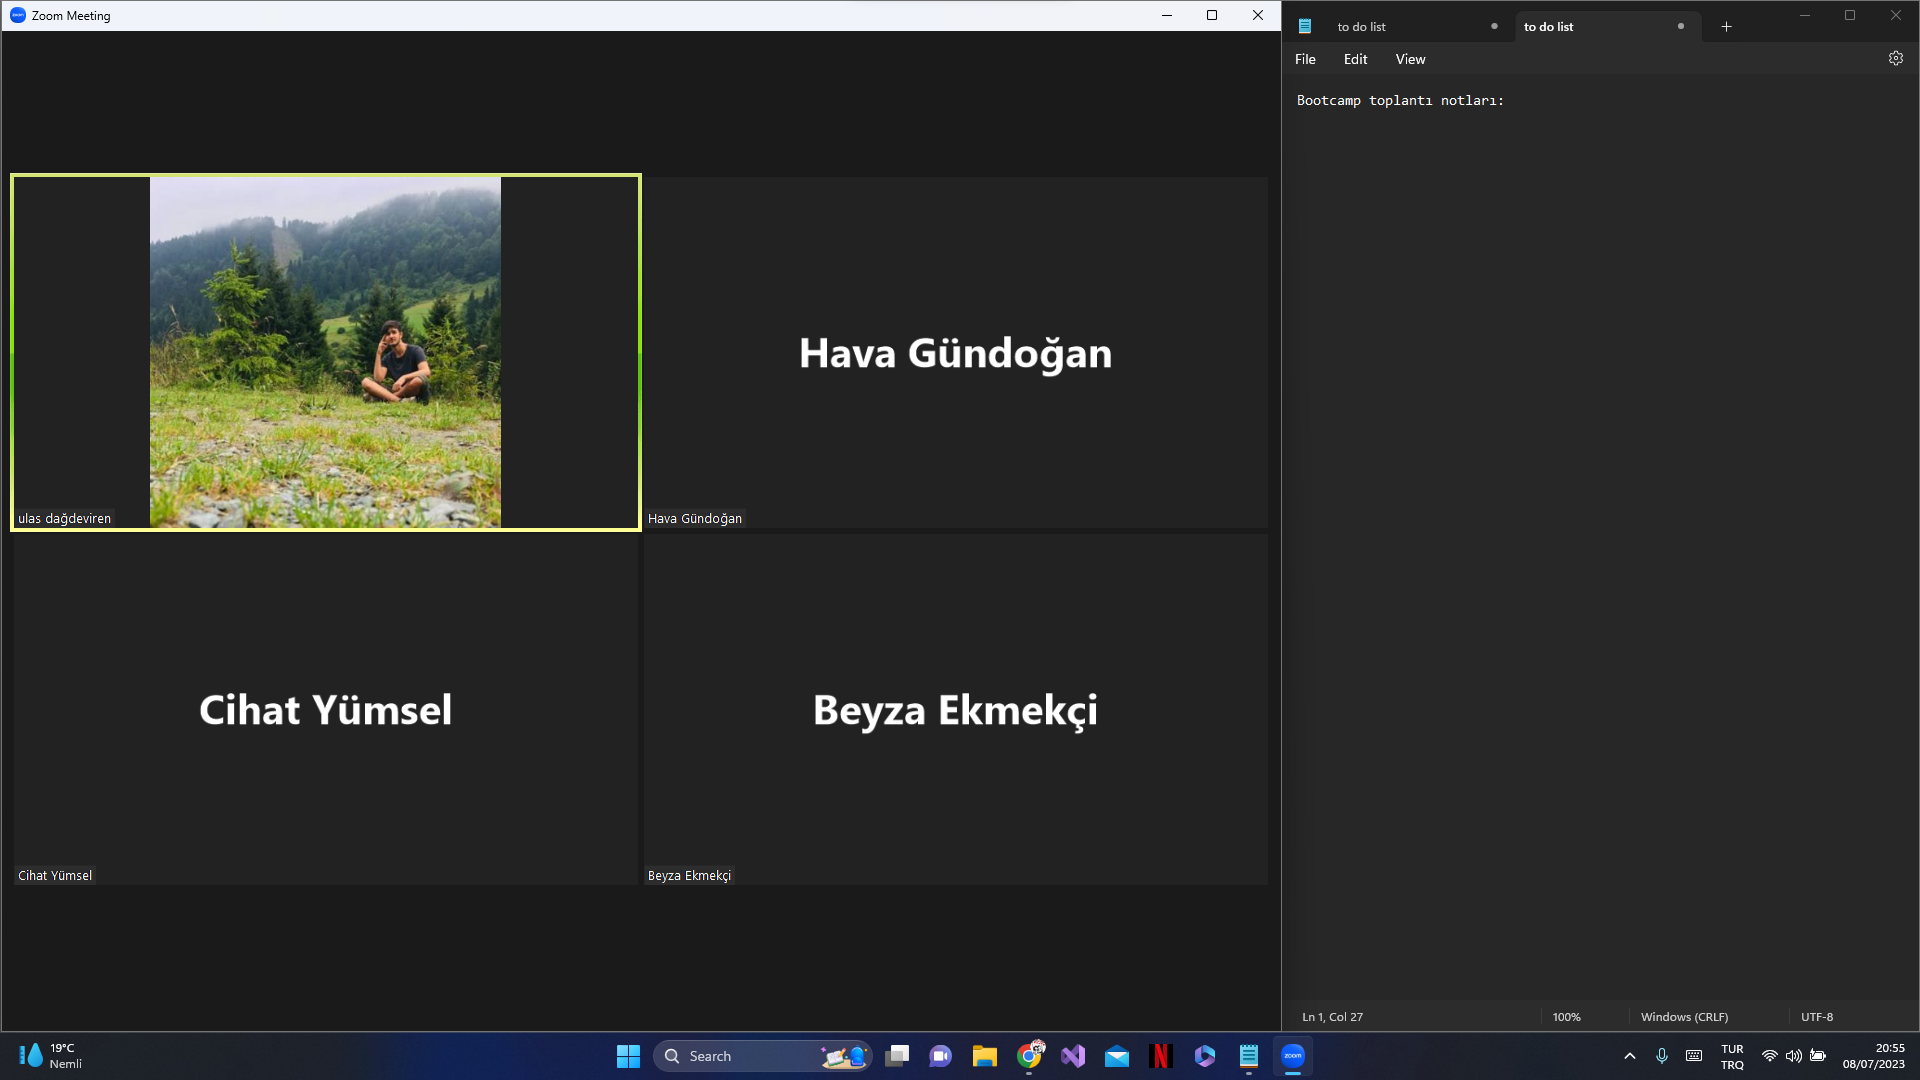 Zoom Meeting
to do list
to do list
File Edit View
Bootcamp toplantı notları:
ulas dağdeviren
Hava Gündoğan
Hava Gündoğan
Cihat Yümsel
Cihat Yümsel
Beyza Ekmekçi
Beyza Ekmekçi
Ln 1, Col 27 100% Windows (CRLF) UTF-8
19°C
Nemli
Search
N
zoom
TUR
TRQ
20:55
08/07/2023